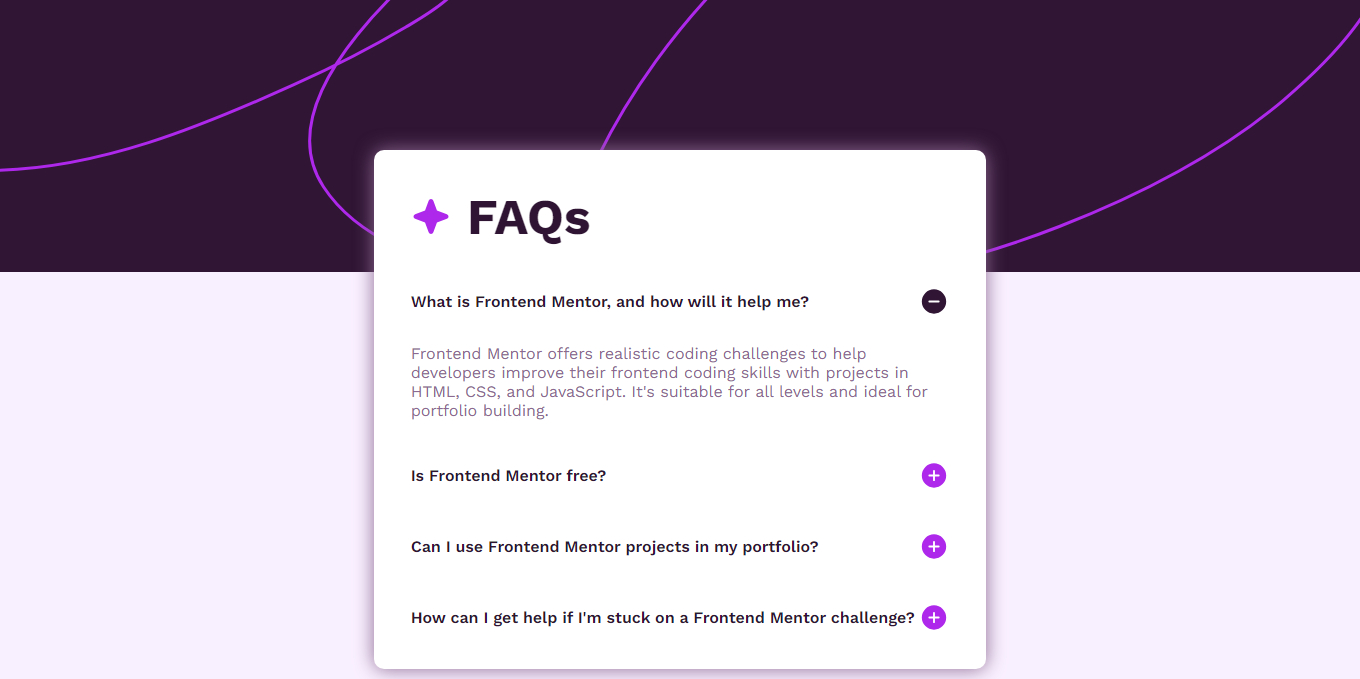 FAQs
What is Frontend Mentor, and how will it help me?
Frontend Mentor offers realistic coding challenges to help
developers improve their frontend coding skills with projects in
HTML, CSS, and JavaScript. It's suitable for all levels and ideal for
portfolio building.
Is Frontend Mentor free?
Can I use Frontend Mentor projects in my portfolio?
How can I get help if I'm stuck on a Frontend Mentor challenge?